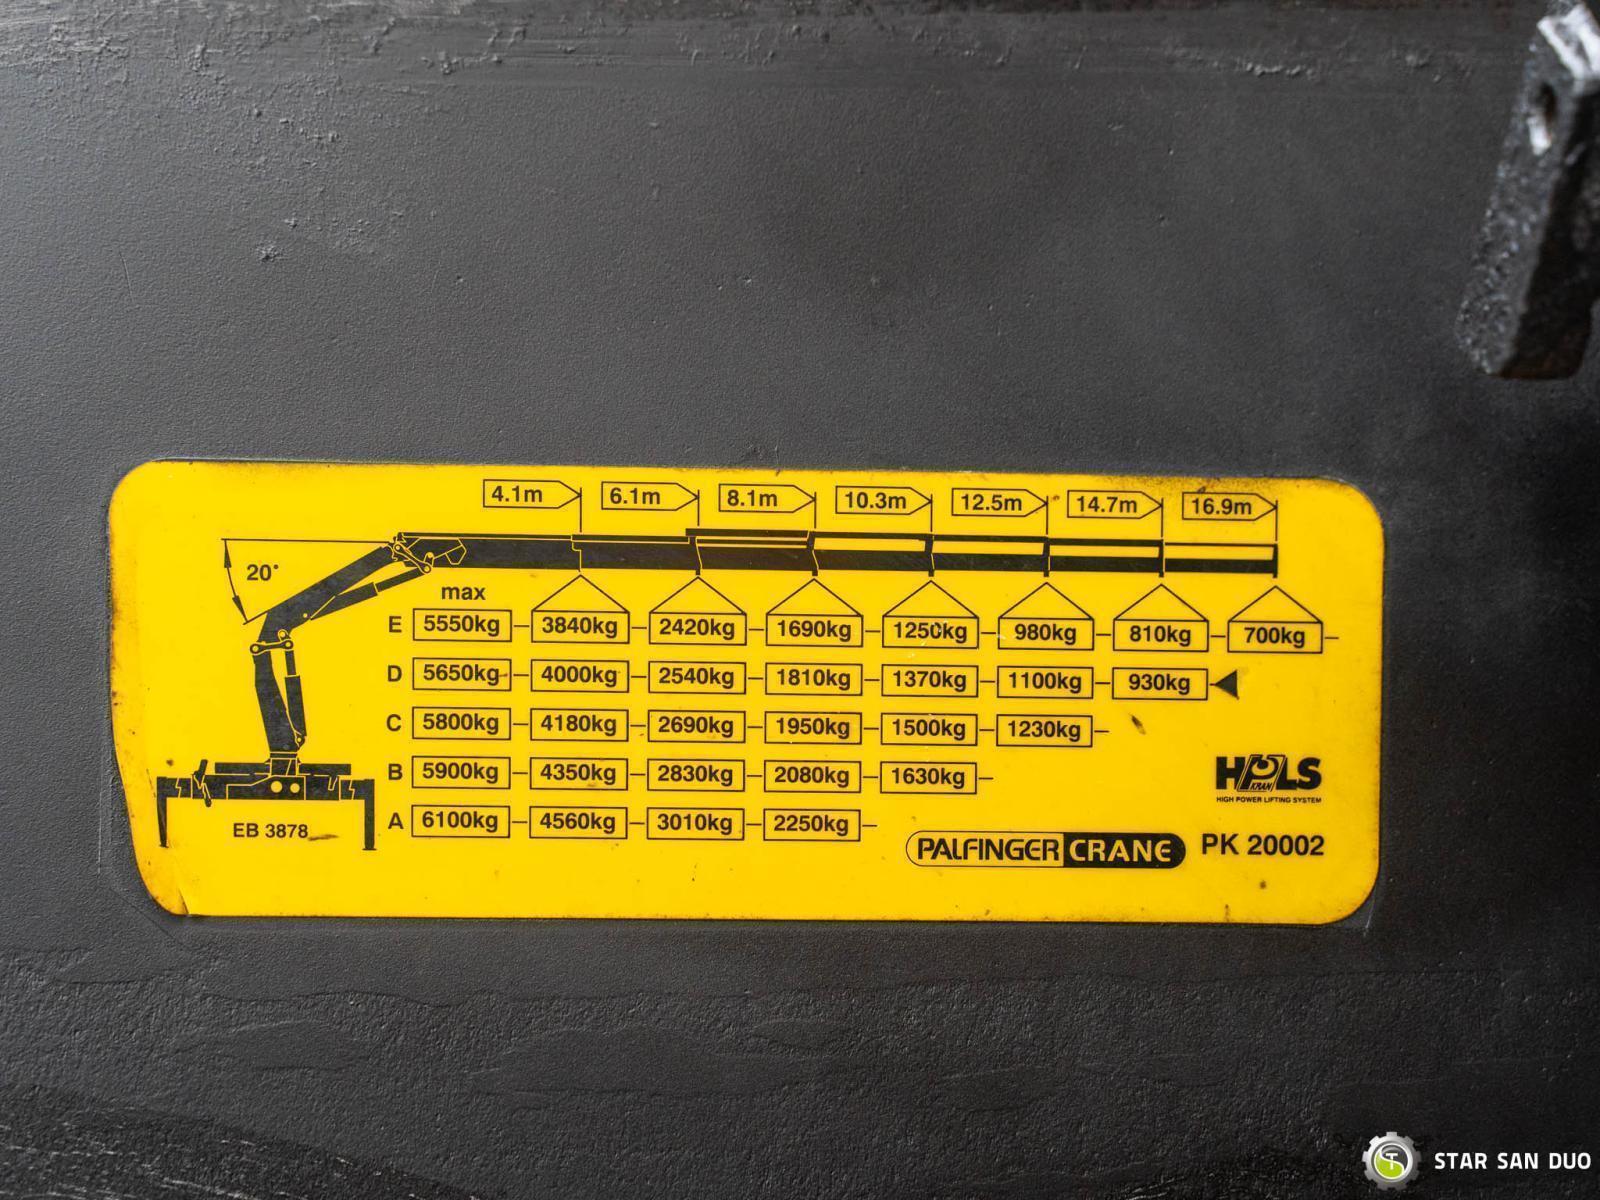 4.1m 6.1m 8.1m 10.3m 12.5m 14.7m 16.9m
20°
max
E 5550kg 3840kg 2420kg 1690kg 1250kg 980kg 810kg 700kg
D 5650kg 4000kg 2540kg 1810kg 1370kg 1100kg 930kg
C 5800kg 4180kg 2690kg 1950kg 1500kg 1230kg
B 5900kg 4350kg 2830kg 2080kg 1630kg
A 6100kg 4560kg 3010kg 2250kg
EB 3878
HPLS
KRAN
HIGH POWER LIFTING SYSTEM
PALFINGER CRANE PK 20002
ST STAR SAN DUO